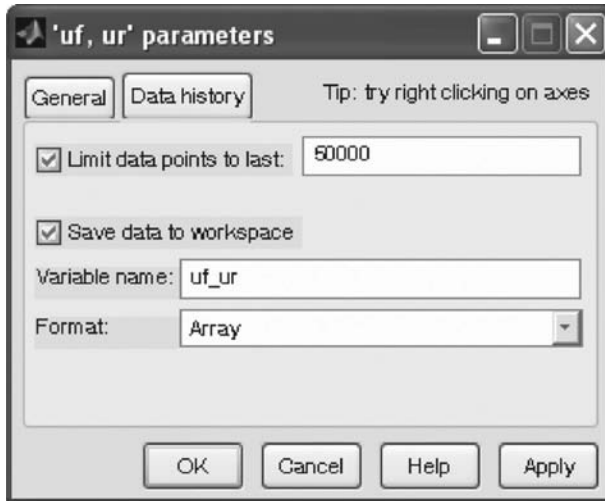 'uf, ur' parameters
General Data history Tip: try right clicking on axes
Limit data points to last: 60000
Save data to workspace
Variable name: uf_ur
Format: Array
OK Cancel Help Apply